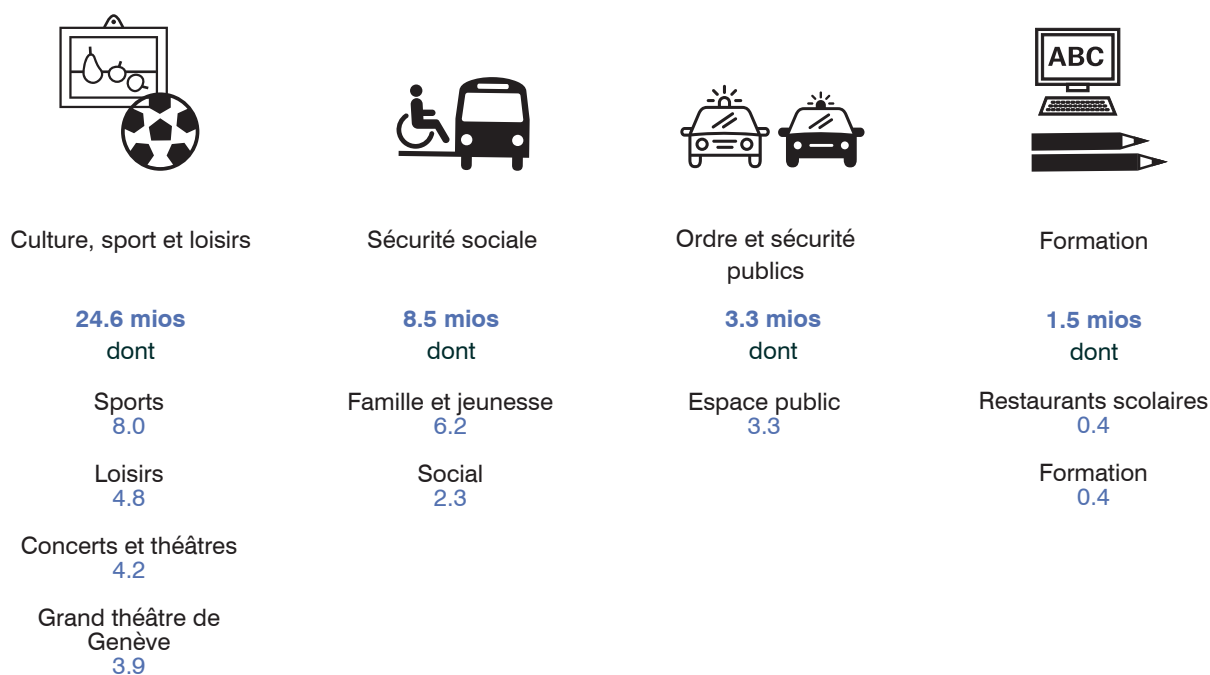 ABC
Culture, sport et loisirs
24.6 mios
dont
Sports
8.0
Loisirs
4.8
Concerts et théâtres
4.2
Grand théâtre de
Genève
3.9
Sécurité sociale
8.5 mios
dont
Famille et jeunesse
6.2
Social
2.3
Ordre et sécurité
publics
3.3 mios
dont
Espace public
3.3
Formation
1.5 mios
dont
Restaurants scolaires
0.4
Formation
0.4